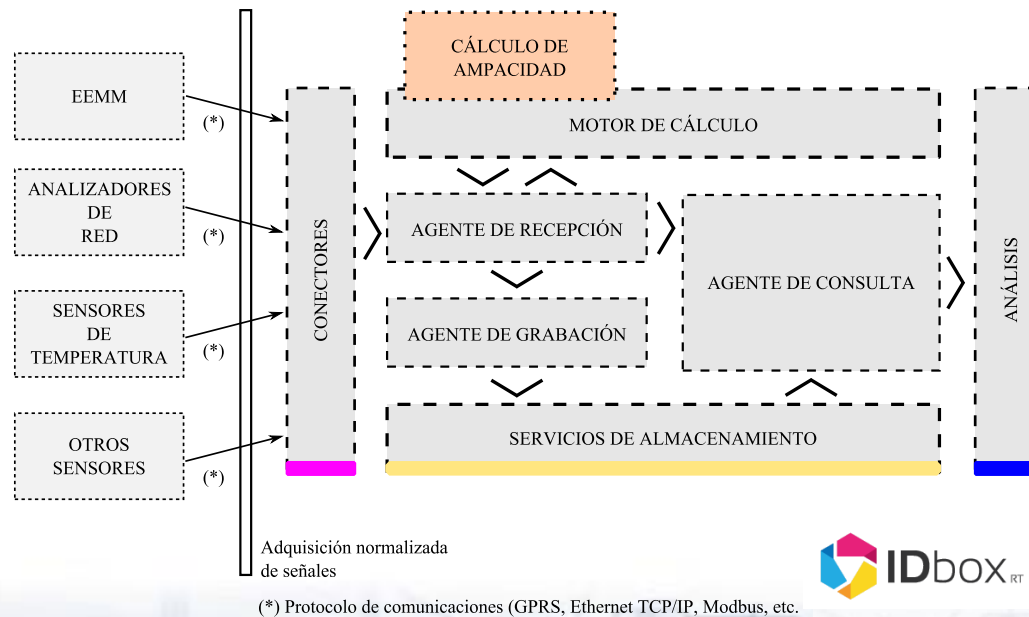 CÁLCULO DE
AMPACIDAD
EEMM
(*)
MOTOR DE CÁLCULO
ANALIZADORES
DE
RED
(*)
CONECTORES
AGENTE DE RECEPCIÓN
AGENTE DE CONSULTA
ANÁLISIS
SENSORES
DE
TEMPERATURA
(*)
AGENTE DE GRABACIÓN
OTROS
SENSORES
(*)
SERVICIOS DE ALMACENAMIENTO
Adquisición normalizada
de señales
IDbox RT
(*) Protocolo de comunicaciones (GPRS, Ethernet TCP/IP, Modbus, etc.